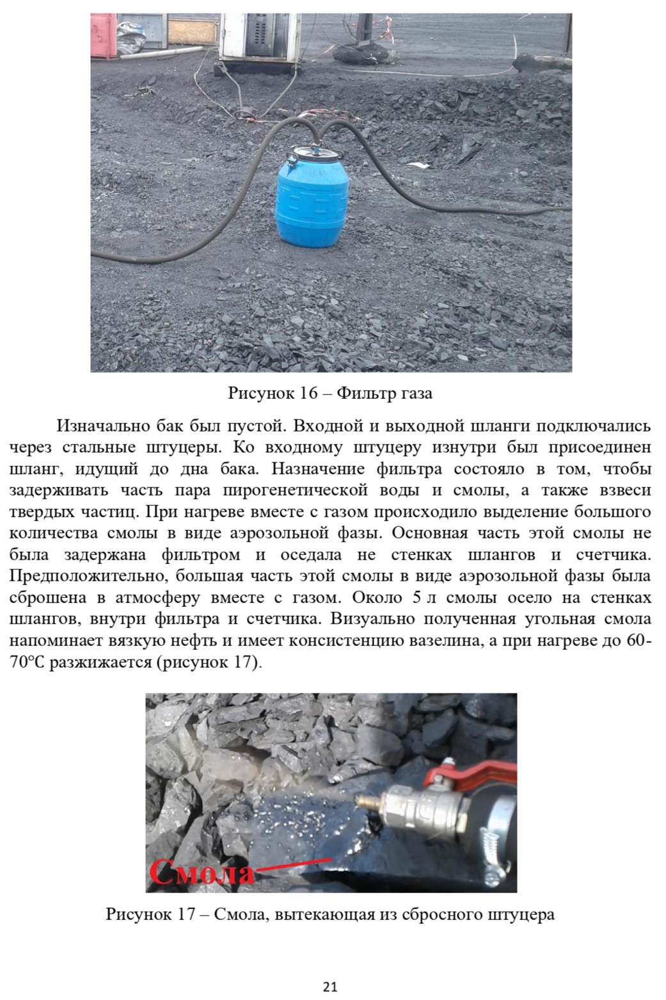 Рисунок 16 – Фильтр газа
Изначально бак был пустой. Входной и выходной шланги подключались
через стальные штуцеры. Ко входному штуцеру изнутри был присоединен
шланг, идущий до дна бака. Назначение фильтра состояло в том, чтобы
задерживать часть пара пирогенетической воды и смолы, а также взвеси
твердых частиц. При нагреве вместе с газом происходило выделение большого
количества смолы в виде аэрозольной фазы. Основная часть этой смолы не
была задержана фильтром и оседала не стенках шлангов и счетчика.
Предположительно, большая часть этой смолы в виде аэрозольной фазы была
сброшена в атмосферу вместе с газом. Около 5 л смолы осело на стенках
шлангов, внутри фильтра и счетчика. Визуально полученная угольная смола
напоминает вязкую нефть и имеет консистенцию вазелина, а при нагреве до 60-
70°С разжижается (рисунок 17).
Смола
Рисунок 17 – Смола, вытекающая из сбросного штуцера
21